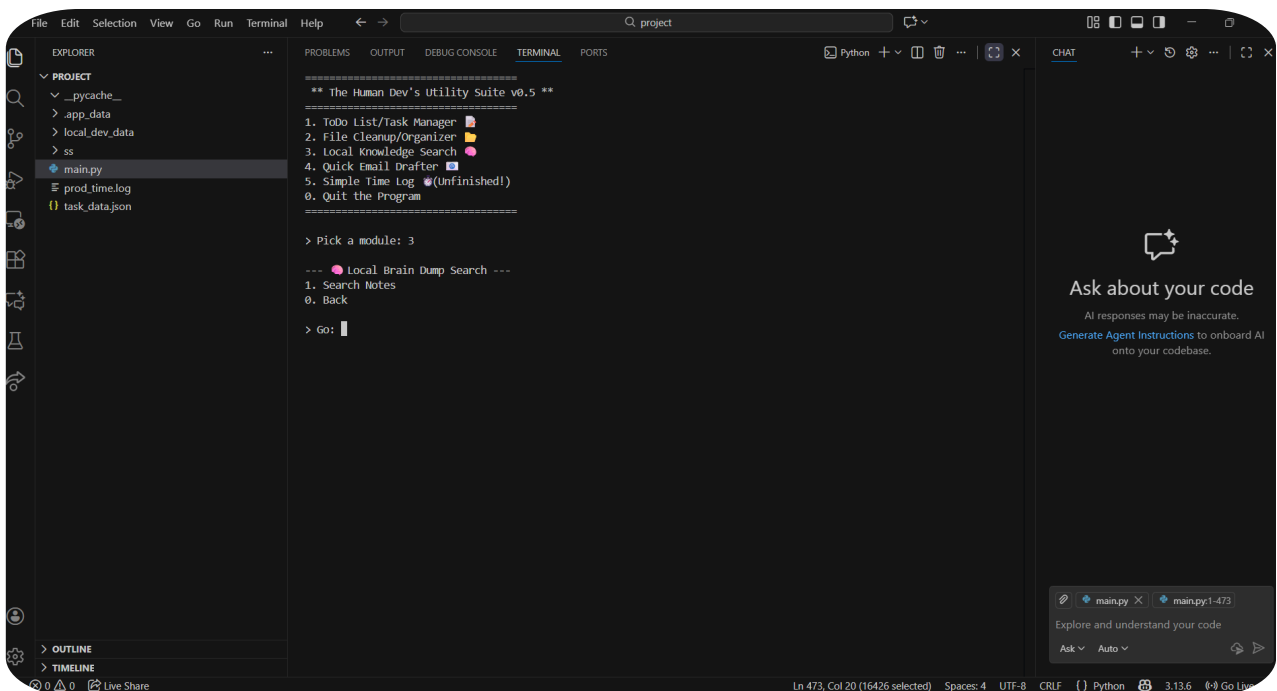 File Edit Selection View Go Run Terminal Help
project
EXPLORER
PROJECT
__pycache__
.app_data
local_dev_data
ss
main.py
prod_time.log
task_data.json
OUTLINE
TIMELINE
PROBLEMS OUTPUT DEBUG CONSOLE TERMINAL PORTS
Python
===================================
** The Human Dev's Utility Suite v0.5 **
===================================
1. ToDo List/Task Manager 📝
2. File Cleanup/Organizer 📂
3. Local Knowledge Search 🧠
4. Quick Email Drafter 📧
5. Simple Time Log ⏱(Unfinished!)
0. Quit the Program
===================================
> Pick a module: 3
--- 🧠 Local Brain Dump Search ---
1. Search Notes
0. Back
> Go:
CHAT
Ask about your code
AI responses may be inaccurate.
Generate Agent Instructions to onboard AI
onto your codebase.
main.py main.py:1-473
Explore and understand your code
Ask Auto
0 0 Live Share
Ln 473, Col 20 (16426 selected) Spaces: 4 UTF-8 CRLF {} Python 3.13.6 Go Live